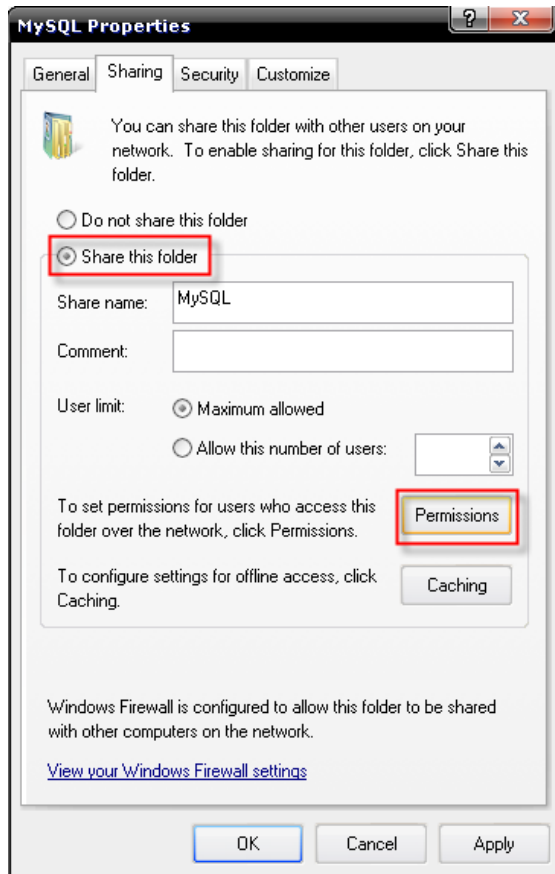 MySQL Properties
General Sharing Security Customize
You can share this folder with other users on your
network. To enable sharing for this folder, click Share this
folder.
Do not share this folder
Share this folder
Share name: MySQL
Comment:
User limit: Maximum allowed
Allow this number of users:
To set permissions for users who access this
folder over the network, click Permissions.
Permissions
To configure settings for offline access, click
Caching.
Caching
Windows Firewall is configured to allow this folder to be shared
with other computers on the network.
View your Windows Firewall settings
OK Cancel Apply